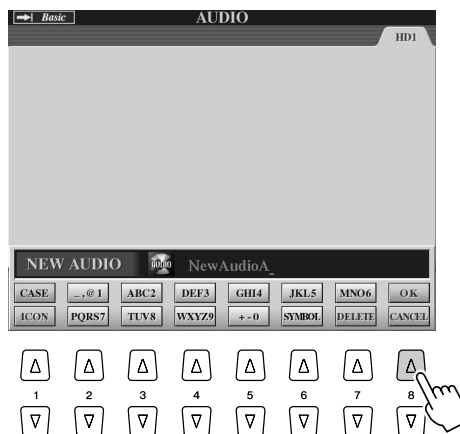 Basic AUDIO
HD1
NEW AUDIO AUDIO NewAudioA_
CASE _,@1 ABC2 DEF3 GHI4 JKL5 MNO6 OK
ICON PQRS7 TUV8 WXYZ9 +-0 SYMBOL DELETE CANCEL
1 2 3 4 5 6 7 8